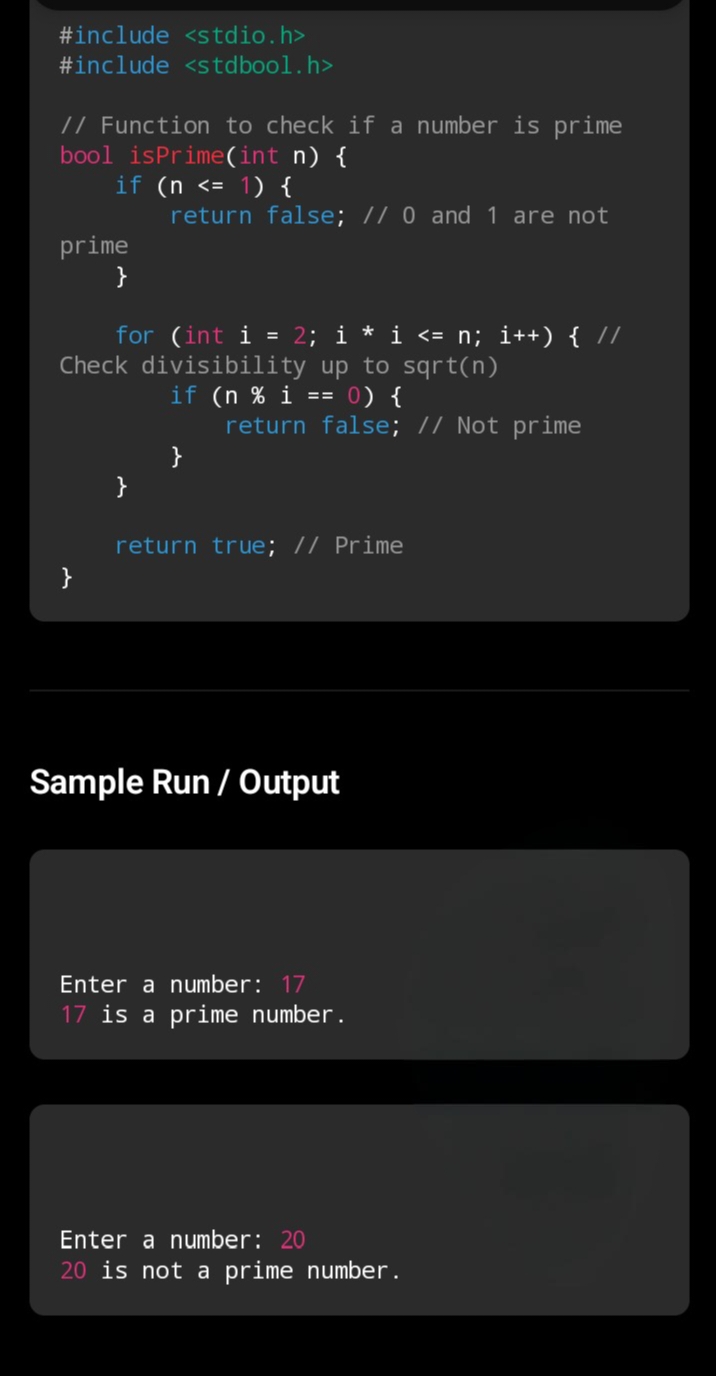 #include <stdio.h>
#include <stdbool.h>
// Function to check if a number is prime
bool isPrime(int n) {
    if (n <= 1) {
        return false; // 0 and 1 are not
prime
    }
    for (int i = 2; i * i <= n; i++) { //
Check divisibility up to sqrt(n)
        if (n % i == 0) {
            return false; // Not prime
        }
    }
    return true; // Prime
}
Sample Run / Output
Enter a number: 17
17 is a prime number.
Enter a number: 20
20 is not a prime number.